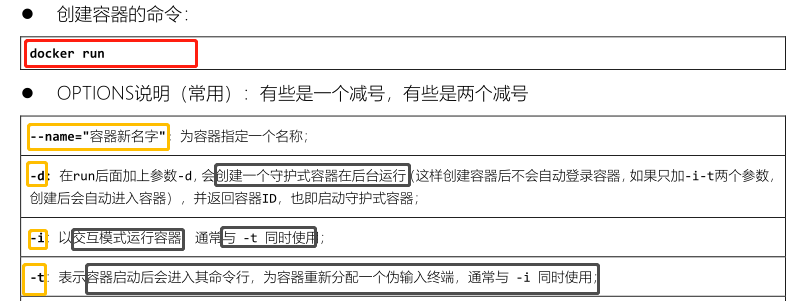 ● 创建容器的命令：
docker run
● OPTIONS说明（常用）：有些是一个减号，有些是两个减号
--name="容器新名字"：为容器指定一个名称；
-d：在run后面加上参数-d,会创建一个守护式容器在后台运行(这样创建容器后不会自动登录容器,如果只加-i-t两个参数,
创建后会自动进入容器），并返回容器ID，也即启动守护式容器；
-i：以交互模式运行容器 通常与 -t 同时使用；
-t：表示容器启动后会进入其命令行，为容器重新分配一个伪输入终端，通常与 -i 同时使用；